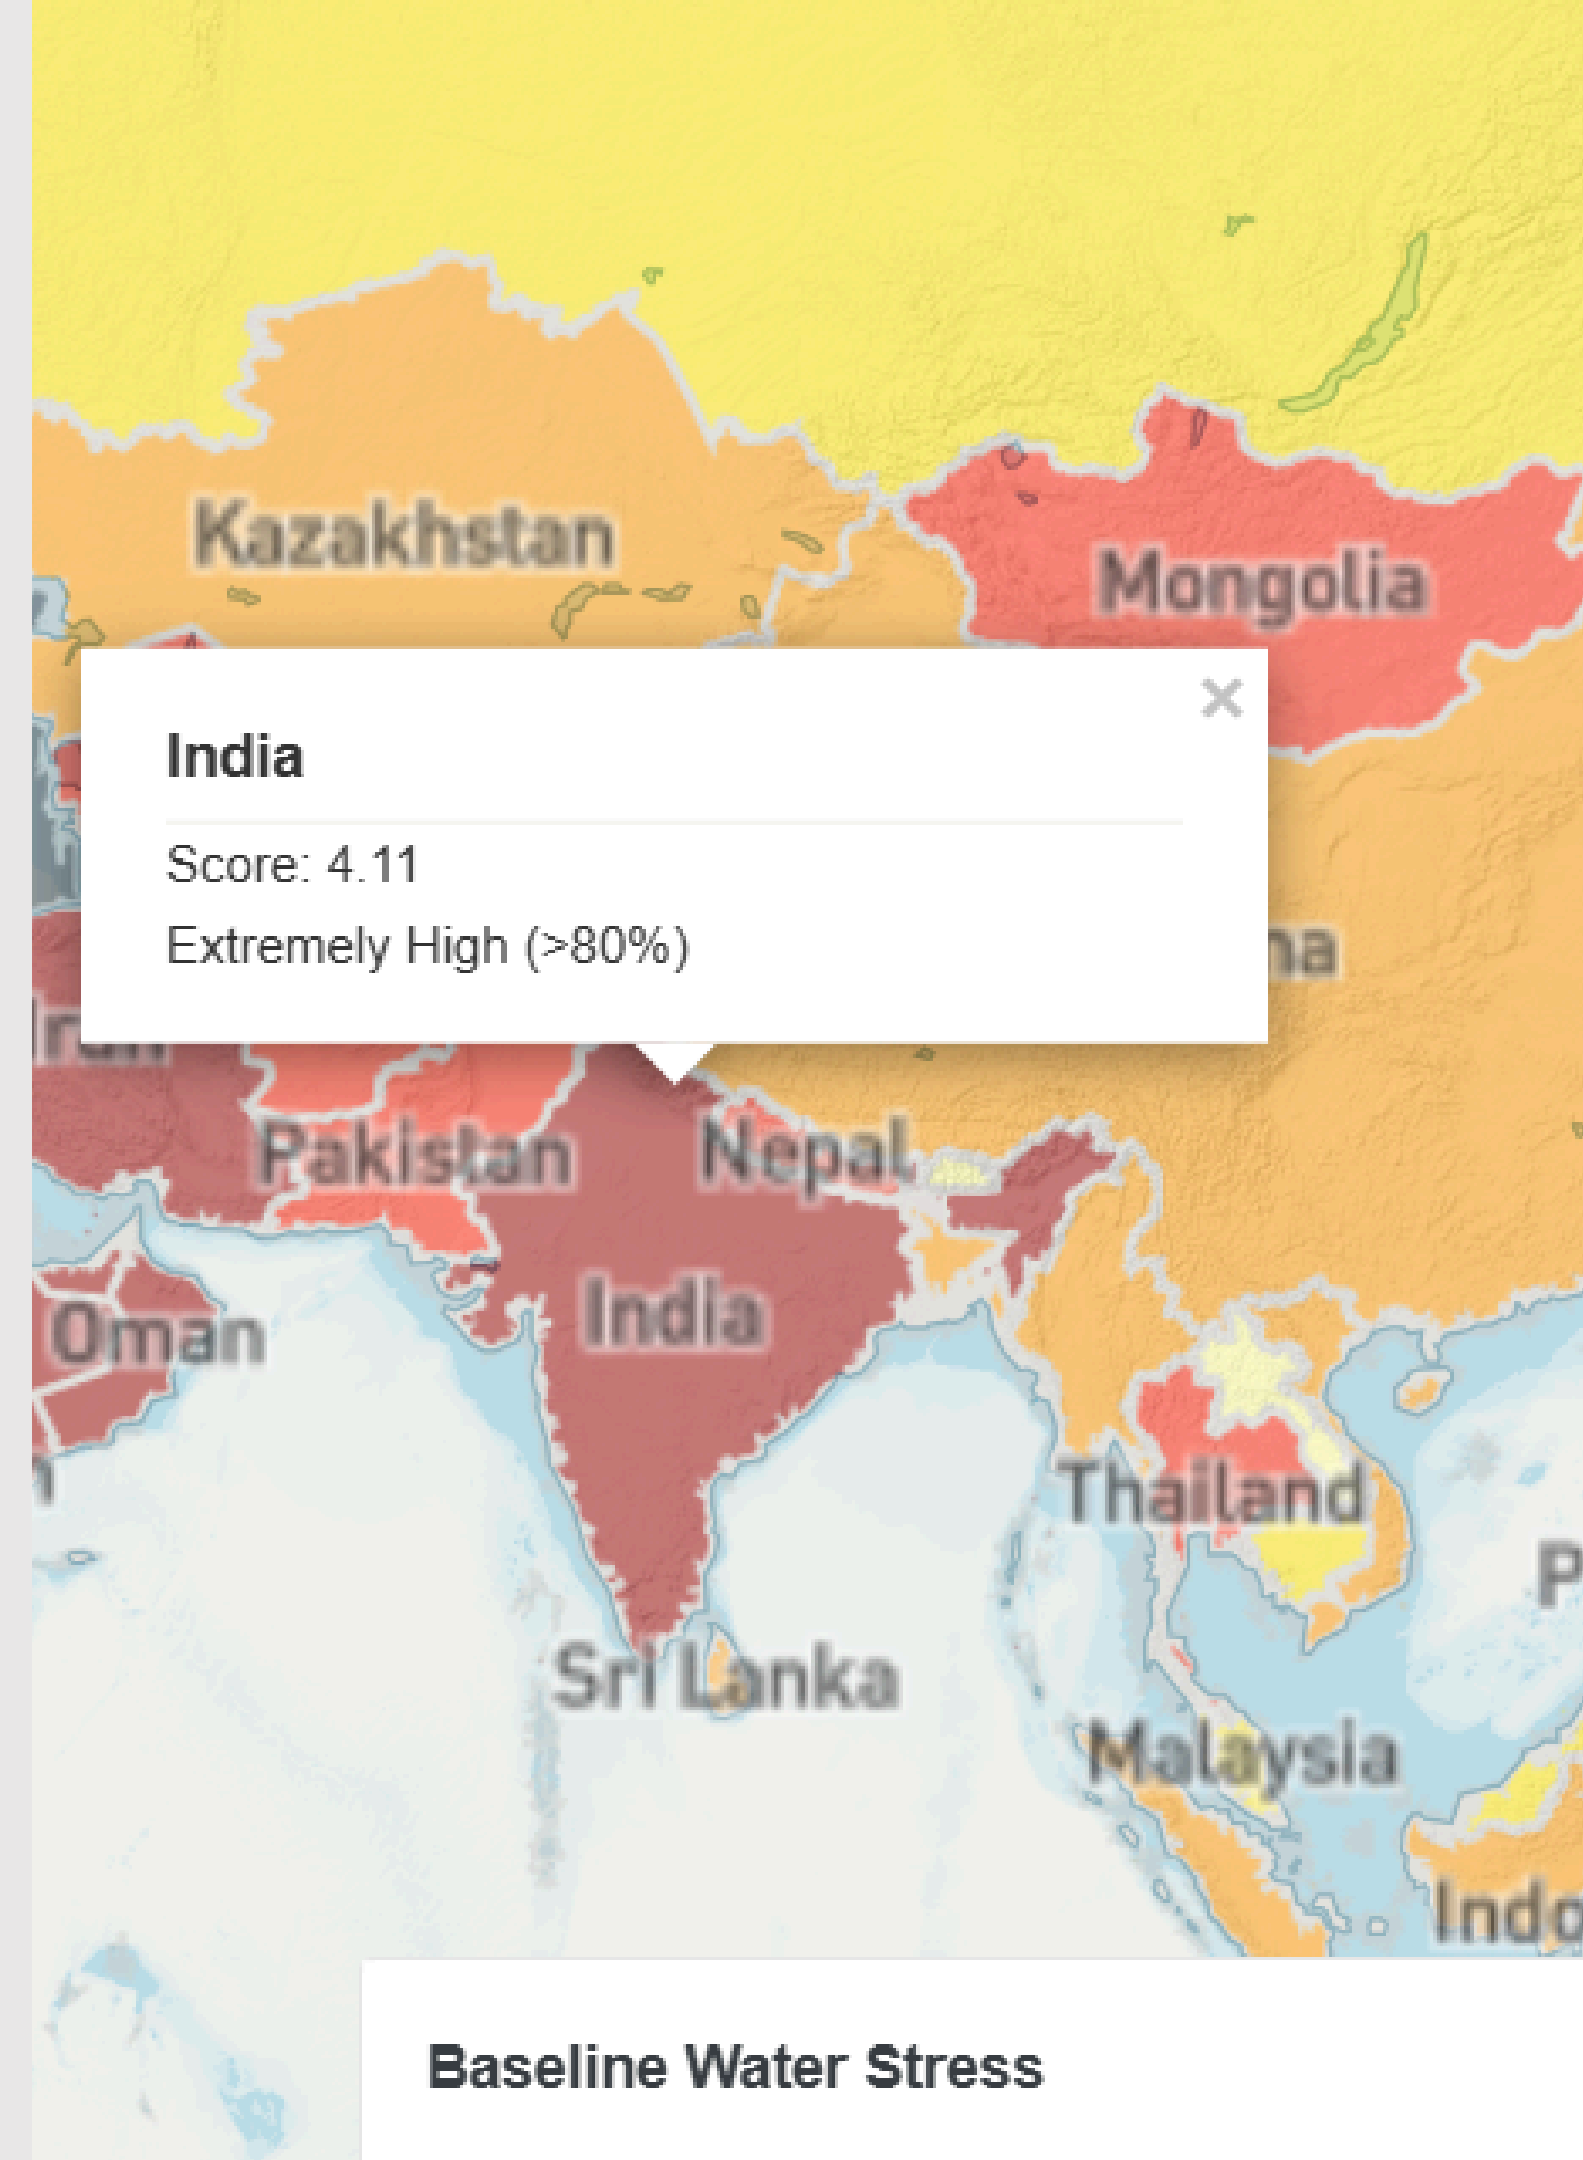 Kazakhstan
Mongolia
India
Score: 4.11
Extremely High (>80%)
Pakistan
Nepal
India
Oman
Thailand
Sri Lanka
Malaysia
Baseline Water Stress